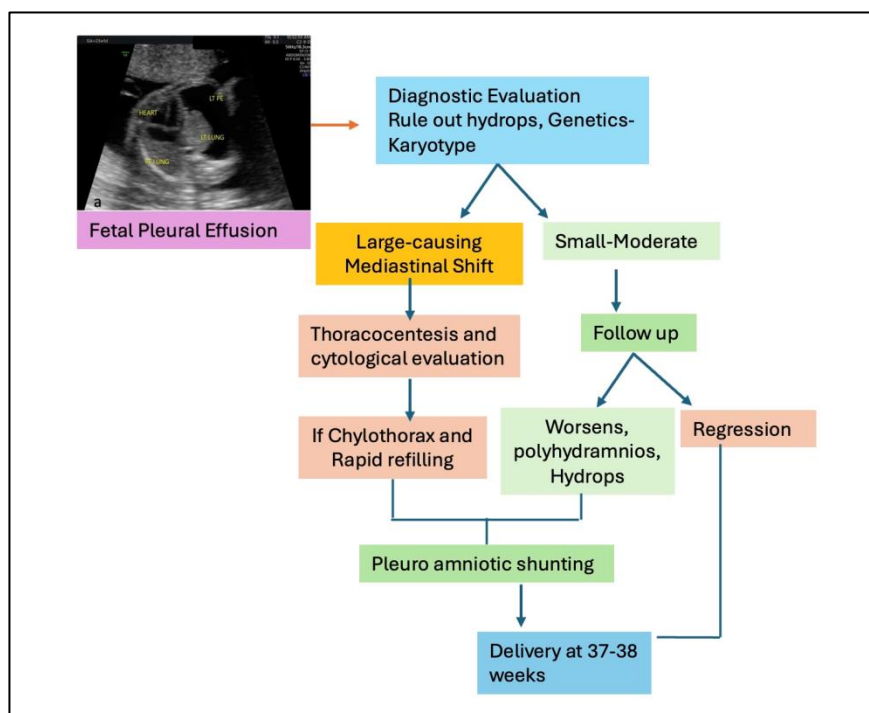 GA=25w4d
HEART
LT PE
LT LUNG
RT LUNG
a
Fetal Pleural Effusion
Diagnostic Evaluation
Rule out hydrops, Genetics-
Karyotype
Large-causing
Mediastinal Shift
Small-Moderate
Thoracocentesis and
cytological evaluation
Follow up
If Chylothorax and
Rapid refilling
Worsens,
polyhydramnios,
Hydrops
Regression
Pleuro amniotic shunting
Delivery at 37-38
weeks